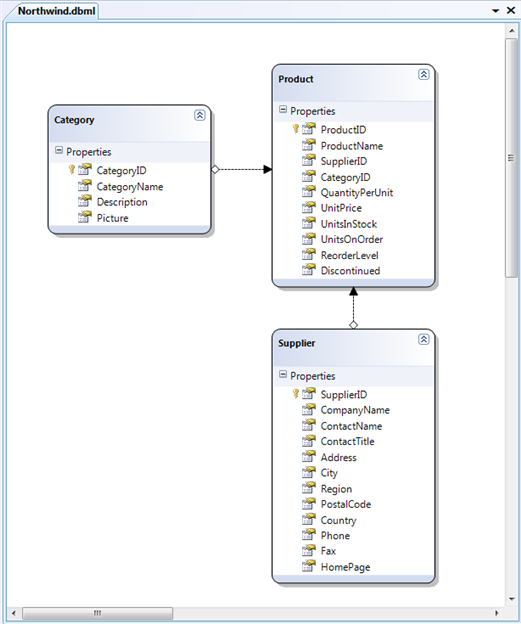 Northwind.dbml
Category
Properties
CategoryID
CategoryName
Description
Picture
Product
Properties
ProductID
ProductName
SupplierID
CategoryID
QuantityPerUnit
UnitPrice
UnitsInStock
UnitsOnOrder
ReorderLevel
Discontinued
Supplier
Properties
SupplierID
CompanyName
ContactName
ContactTitle
Address
City
Region
PostalCode
Country
Phone
Fax
HomePage